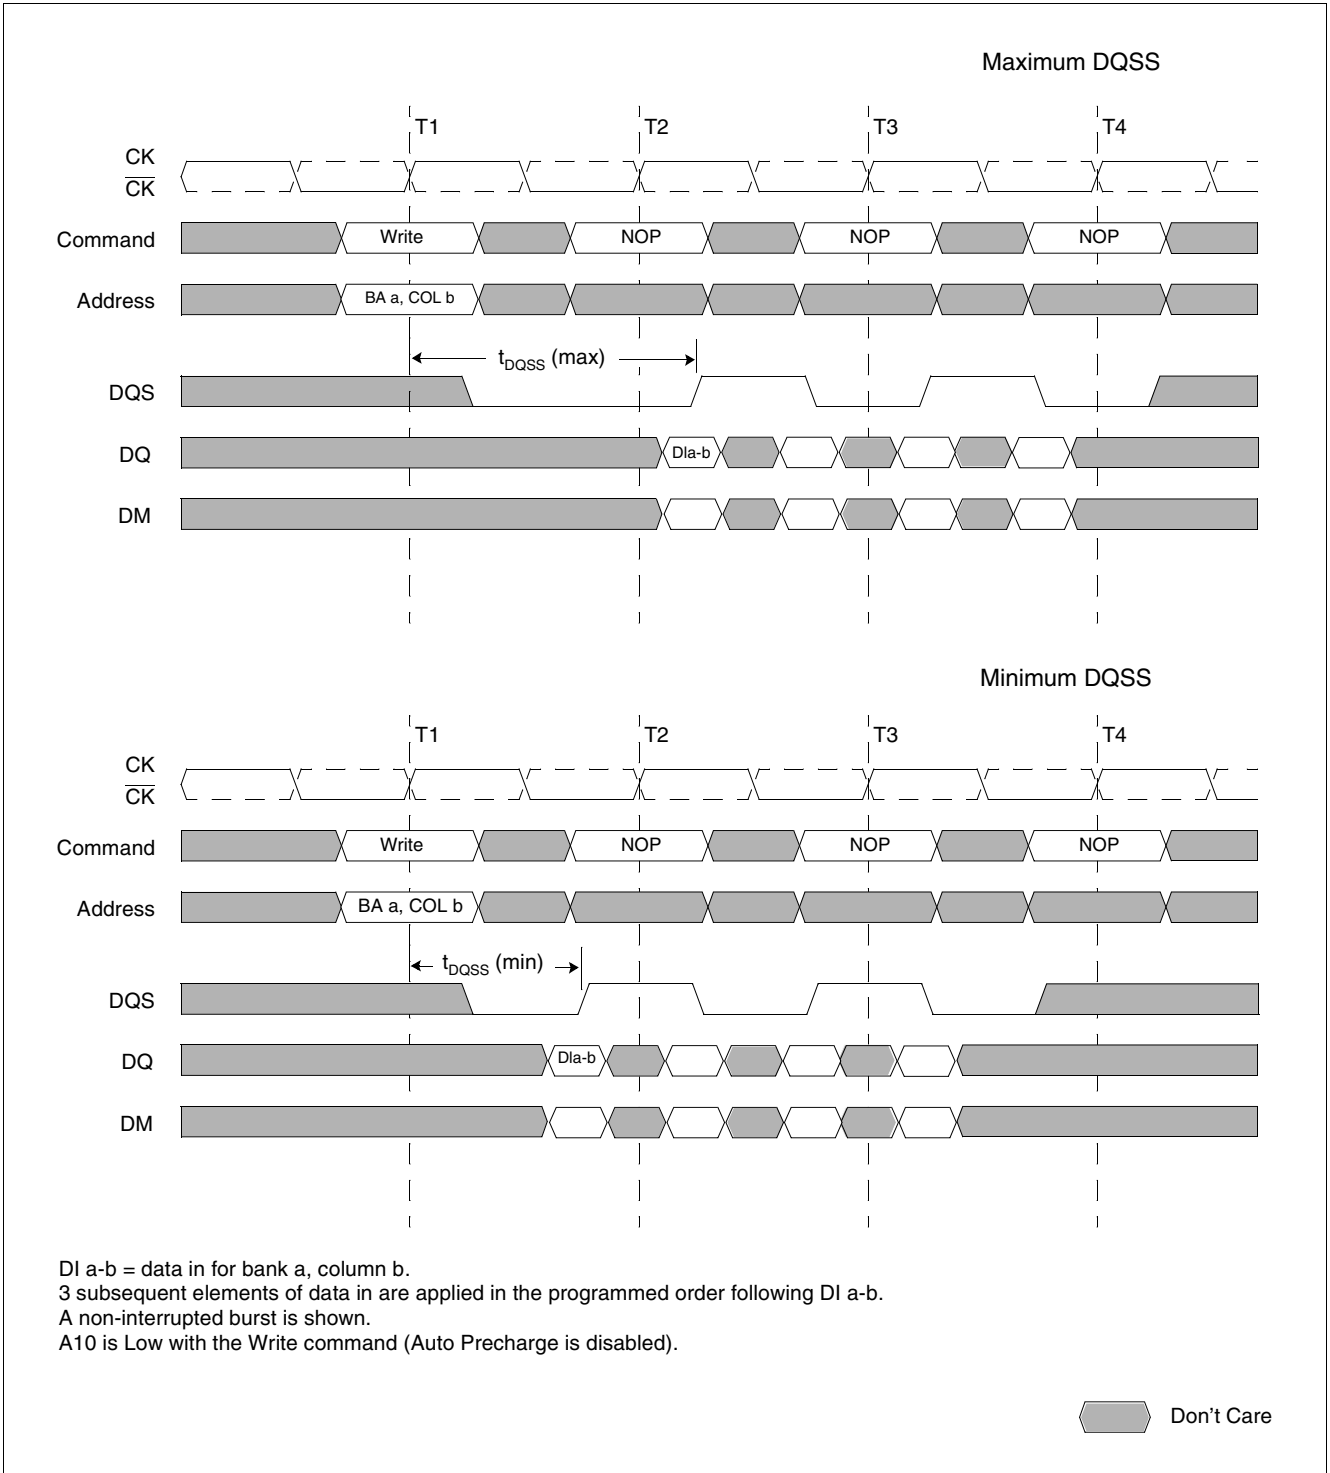 Maximum DQSS
T1 T2 T3 T4
CK
CK
Command Write NOP NOP NOP
Address BA a, COL b
tDQSS (max)
DQS
DQ DIa-b
DM
Minimum DQSS
T1 T2 T3 T4
CK
CK
Command Write NOP NOP NOP
Address BA a, COL b
tDQSS (min)
DQS
DQ DIa-b
DM
DI a-b = data in for bank a, column b.
3 subsequent elements of data in are applied in the programmed order following DI a-b.
A non-interrupted burst is shown.
A10 is Low with the Write command (Auto Precharge is disabled).
Don't Care